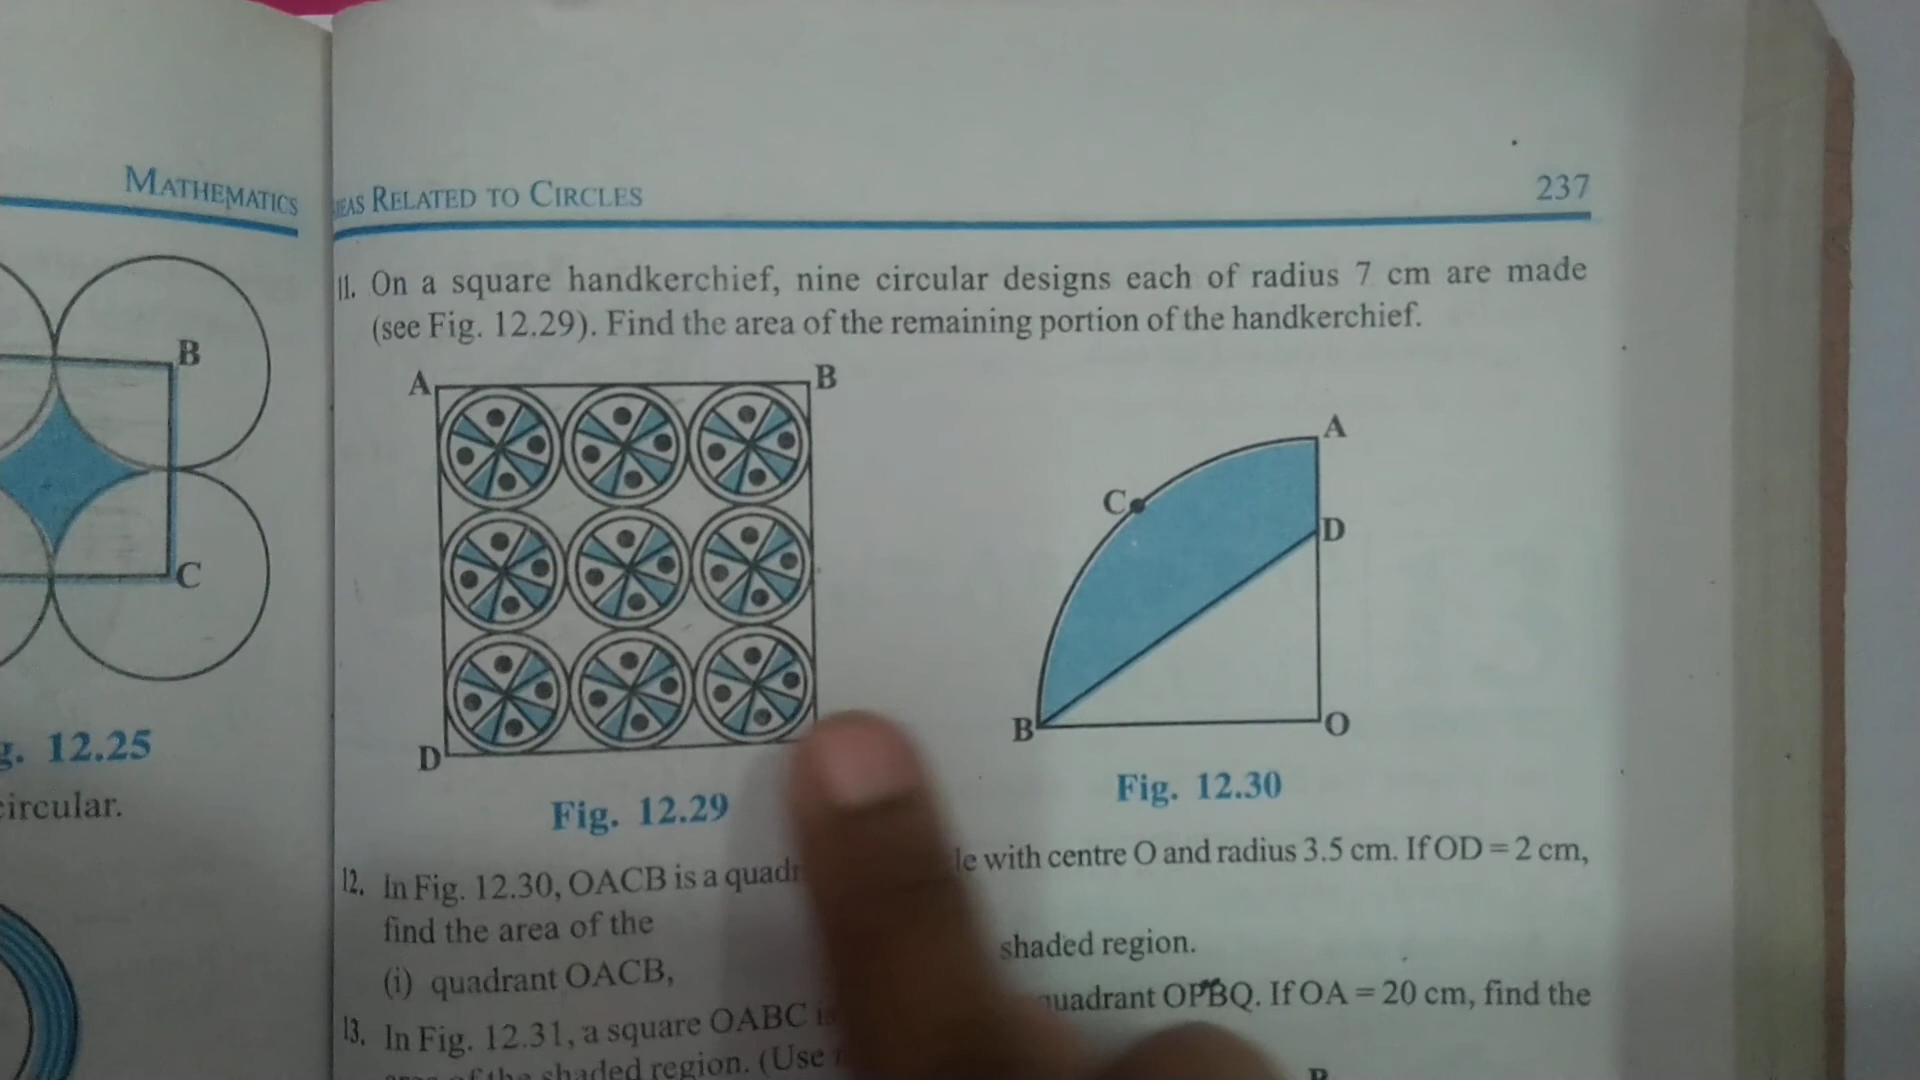 MATHEMATICS
B
C
12.25
circular.
RELATED TO CIRCLES
237
11. On a square handkerchief, nine circular designs each of radius 7 cm are made
(see Fig. 12.29). Find the area of the remaining portion of the handkerchief.
A
B
D
Fig. 12.29
A
C
D
B
O
Fig. 12.30
12. In Fig. 12.30, OACB is a with centre O and radius 3.5 cm. If OD = 2 cm,
find the area of the
(i) quadrant OACB, shaded region.
13. In Fig. 12.31, a square OABC quadrant OPBQ. If OA = 20 cm, find the
of the shaded region. (Use
B